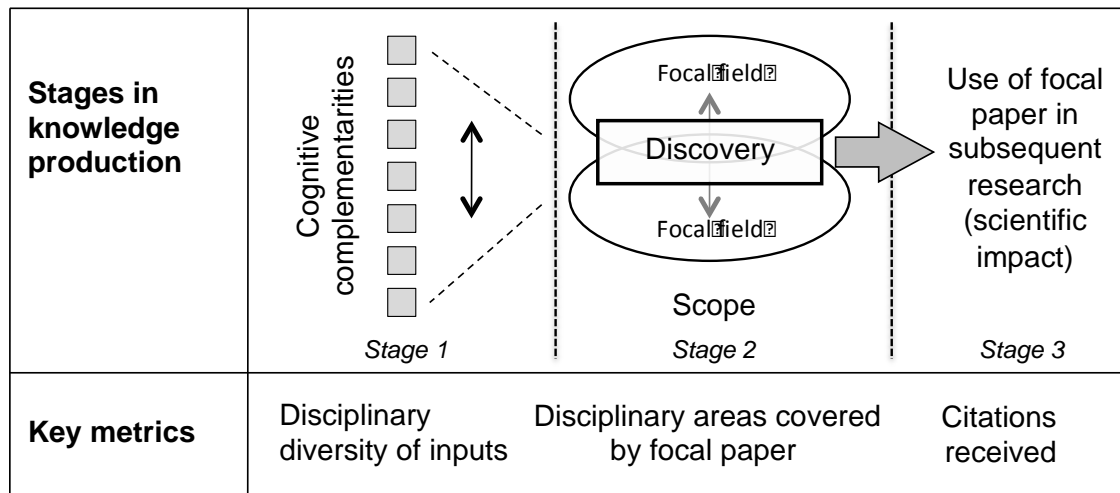 Stages in
knowledge
production
Cognitive
complementarities
Stage 1
Focal field
Discovery
Focal field
Scope
Stage 2
Use of focal
paper in
subsequent
research
(scientific
impact)
Stage 3
Key metrics
Disciplinary
diversity of inputs
Disciplinary areas covered
by focal paper
Citations
received